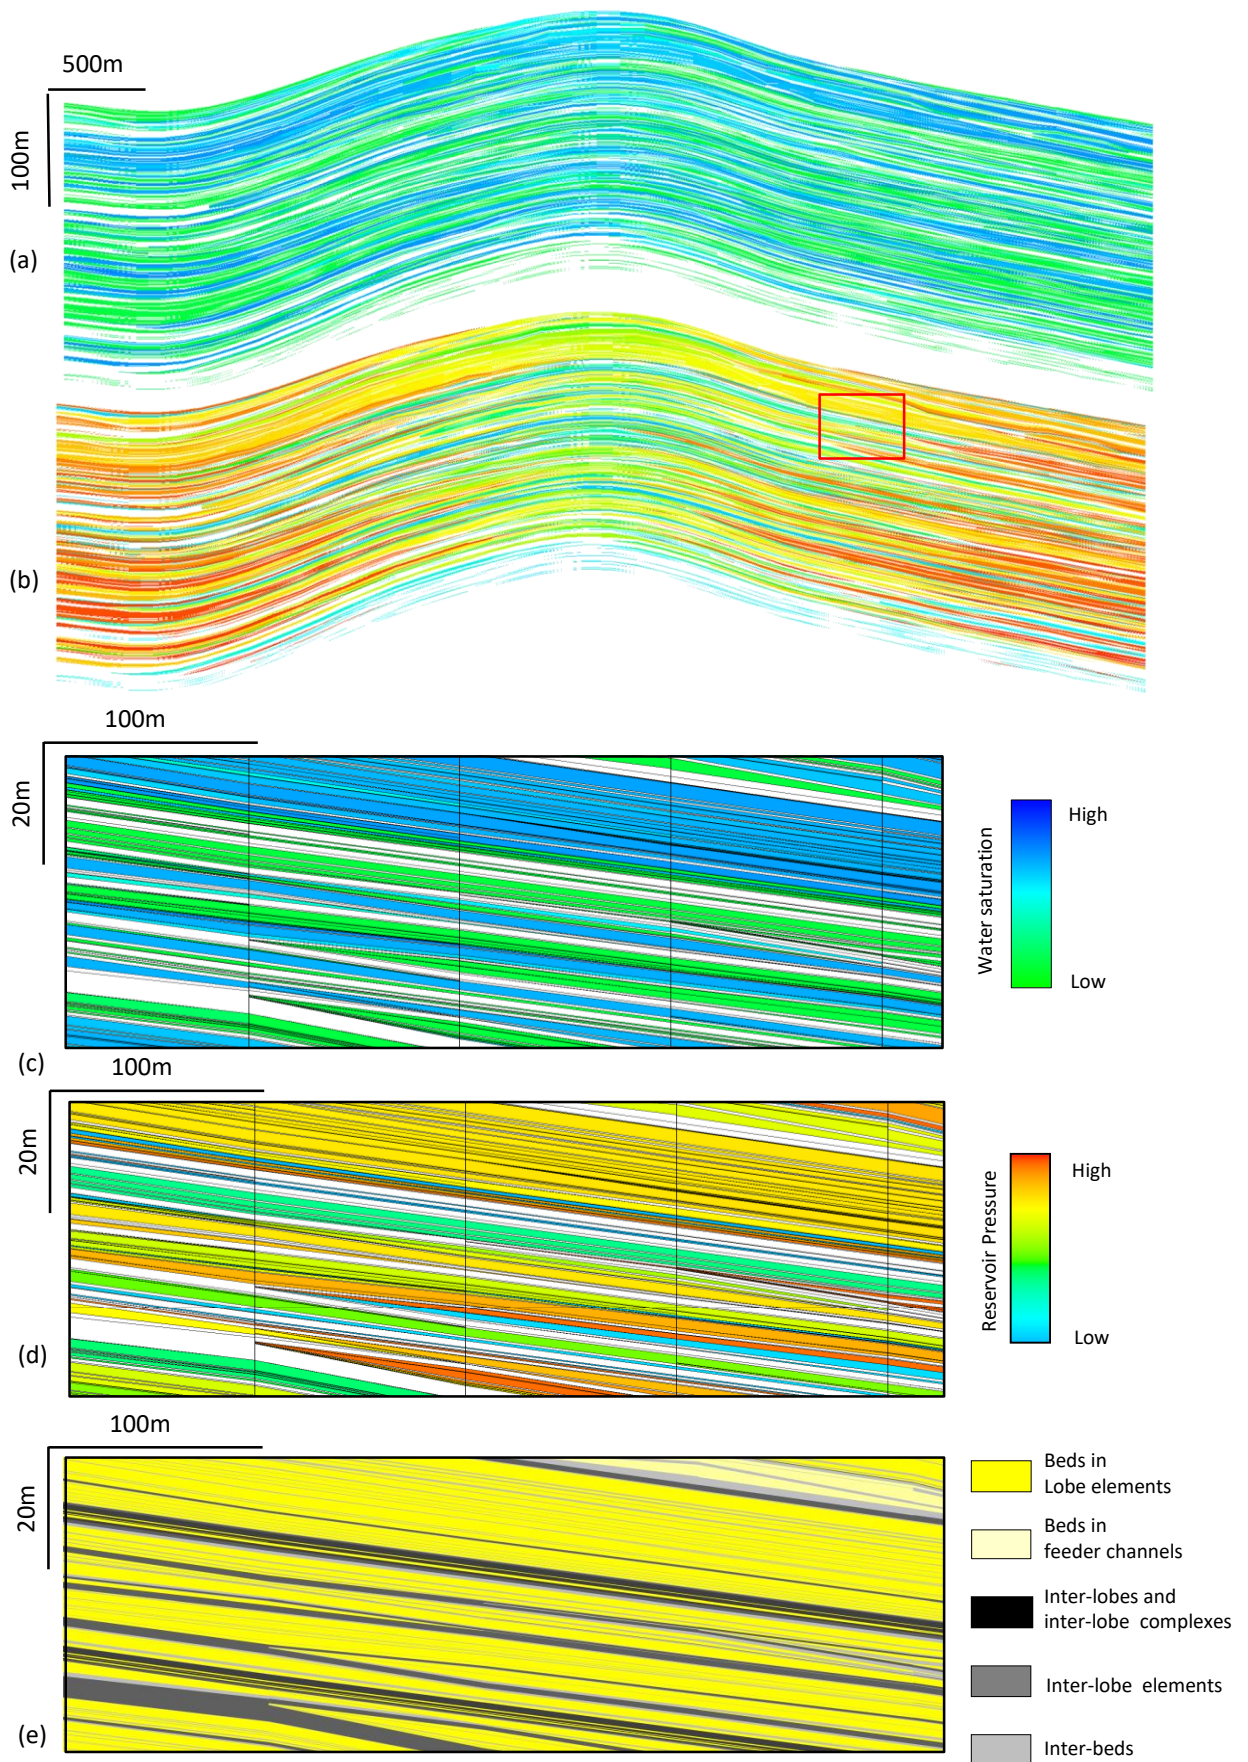 500m
100m
(a)
(b)
100m
20m
High
Water saturation
Low
(c)
100m
20m
High
Reservoir Pressure
Low
(d)
100m
20m
Beds in
Lobe elements
Beds in
feeder channels
Inter-lobes and
inter-lobe complexes
Inter-lobe elements
Inter-beds
(e)